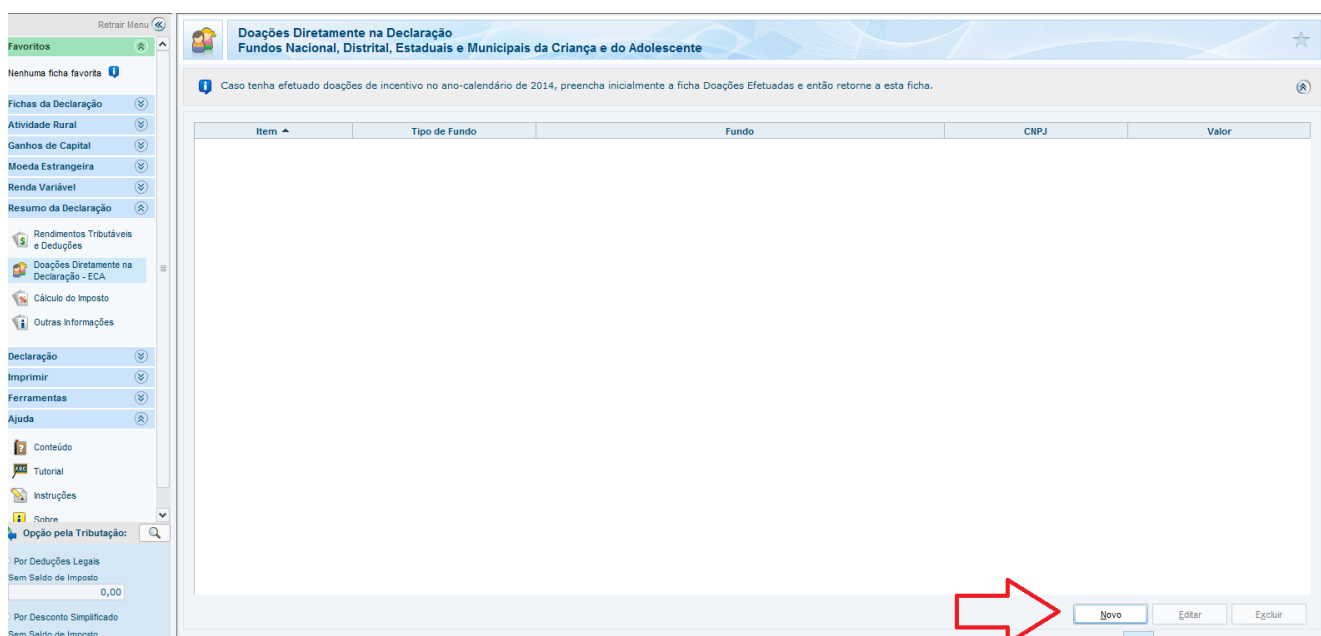 Retrair Menu
Favoritos
Nenhuma ficha favorita
Fichas da Declaração
Atividade Rural
Ganhos de Capital
Moeda Estrangeira
Renda Variável
Resumo da Declaração
Rendimentos Tributáveis
e Deduções
Doações Diretamente na
Declaração - ECA
Cálculo do Imposto
Outras Informações
Declaração
Imprimir
Ferramentas
Ajuda
Conteúdo
Tutorial
Instruções
Sobre
Opção pela Tributação:
Por Deduções Legais
Sem Saldo de Imposto
0,00
Por Desconto Simplificado
Sem Saldo de Imposto
Doações Diretamente na Declaração
Fundos Nacional, Distrital, Estaduais e Municipais da Criança e do Adolescente
Caso tenha efetuado doações de incentivo no ano-calendário de 2014, preencha inicialmente a ficha Doações Efetuadas e então retorne a esta ficha.
Item Tipo de Fundo Fundo CNPJ Valor
Novo Editar Excluir